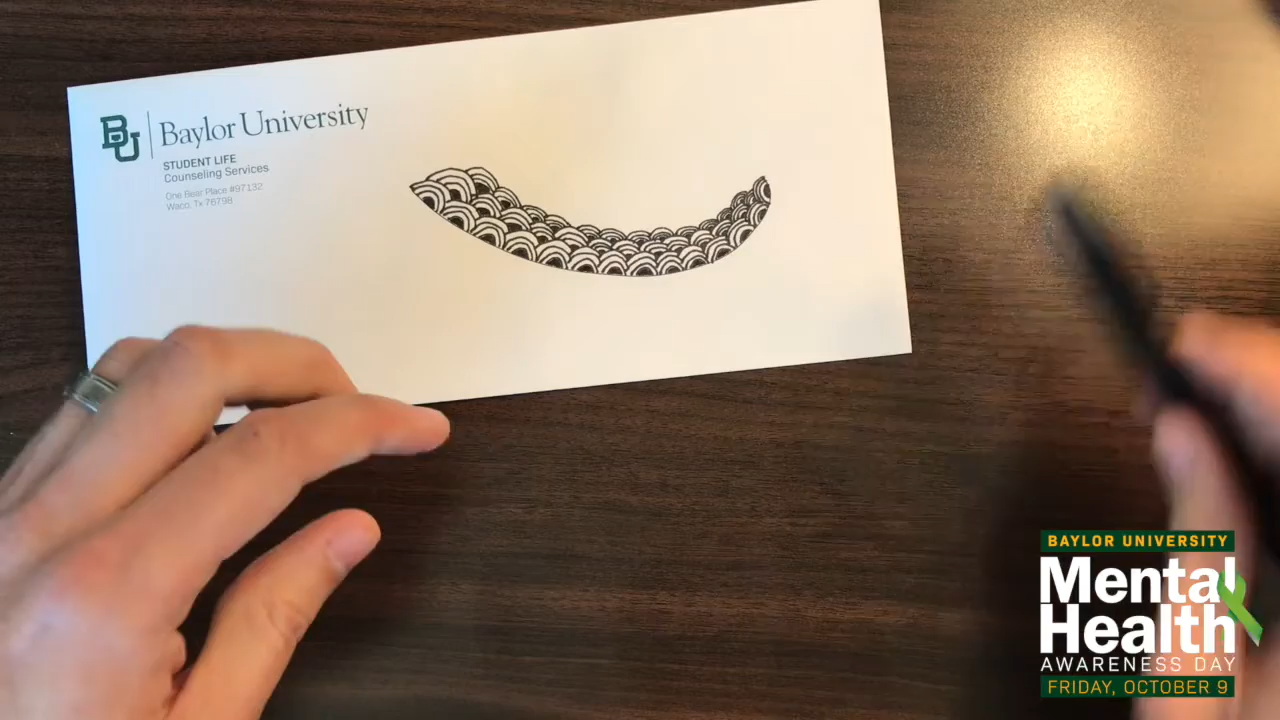 BU Baylor University
STUDENT LIFE
Counseling Services
One Bear Place #97132
Waco, Tx 76798
BAYLOR UNIVERSITY
Mental
Health
AWARENESS DAY
FRIDAY, OCTOBER 9